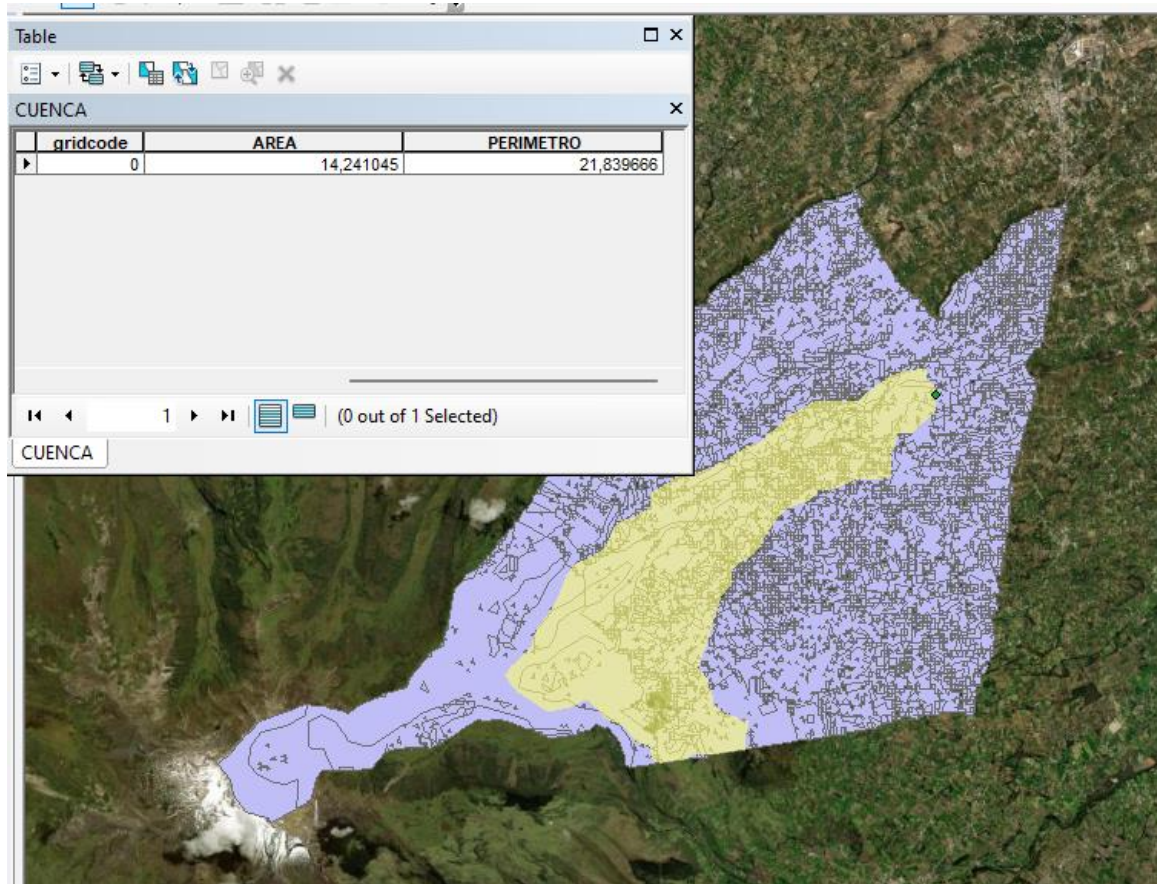 Table
CUENCA
gridcode AREA PERIMETRO
0 14,241045 21,839666
1 (0 out of 1 Selected)
CUENCA